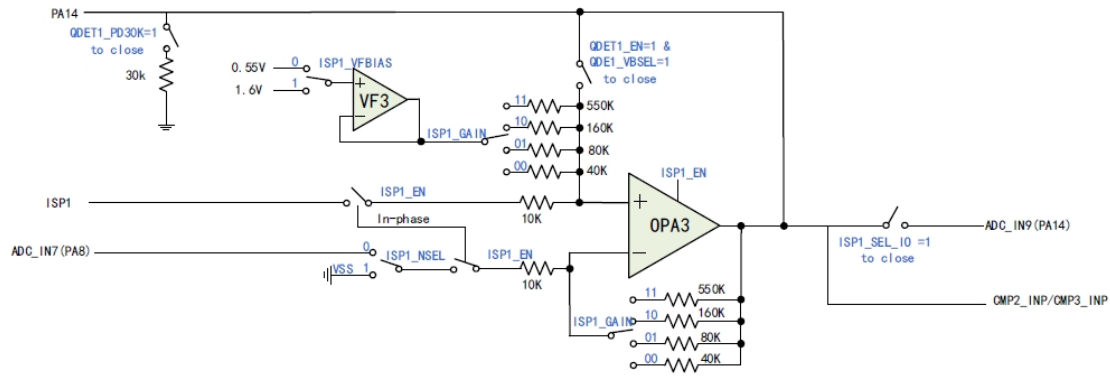 PA14
QDET1_PD30K=1
to close
30k
0.55V
0
ISP1_VFBIAS
1.6V
1
+
VF3
-
QDET1_EN=1 &
QDE1_VBSEL=1
to close
ISP1_GAIN
11
550K
10
160K
01
80K
00
40K
ISP1
ISP1_EN
In-phase
10K
ISP1_EN
+
OPA3
-
ADC_IN7(PA8)
0
ISP1_NSEL
VSS 1
ISP1_EN
10K
ISP1_GAIN
11
550K
10
160K
01
80K
00
40K
ISP1_SEL_IO =1
to close
ADC_IN9(PA14)
CMP2_INP/CMP3_INP